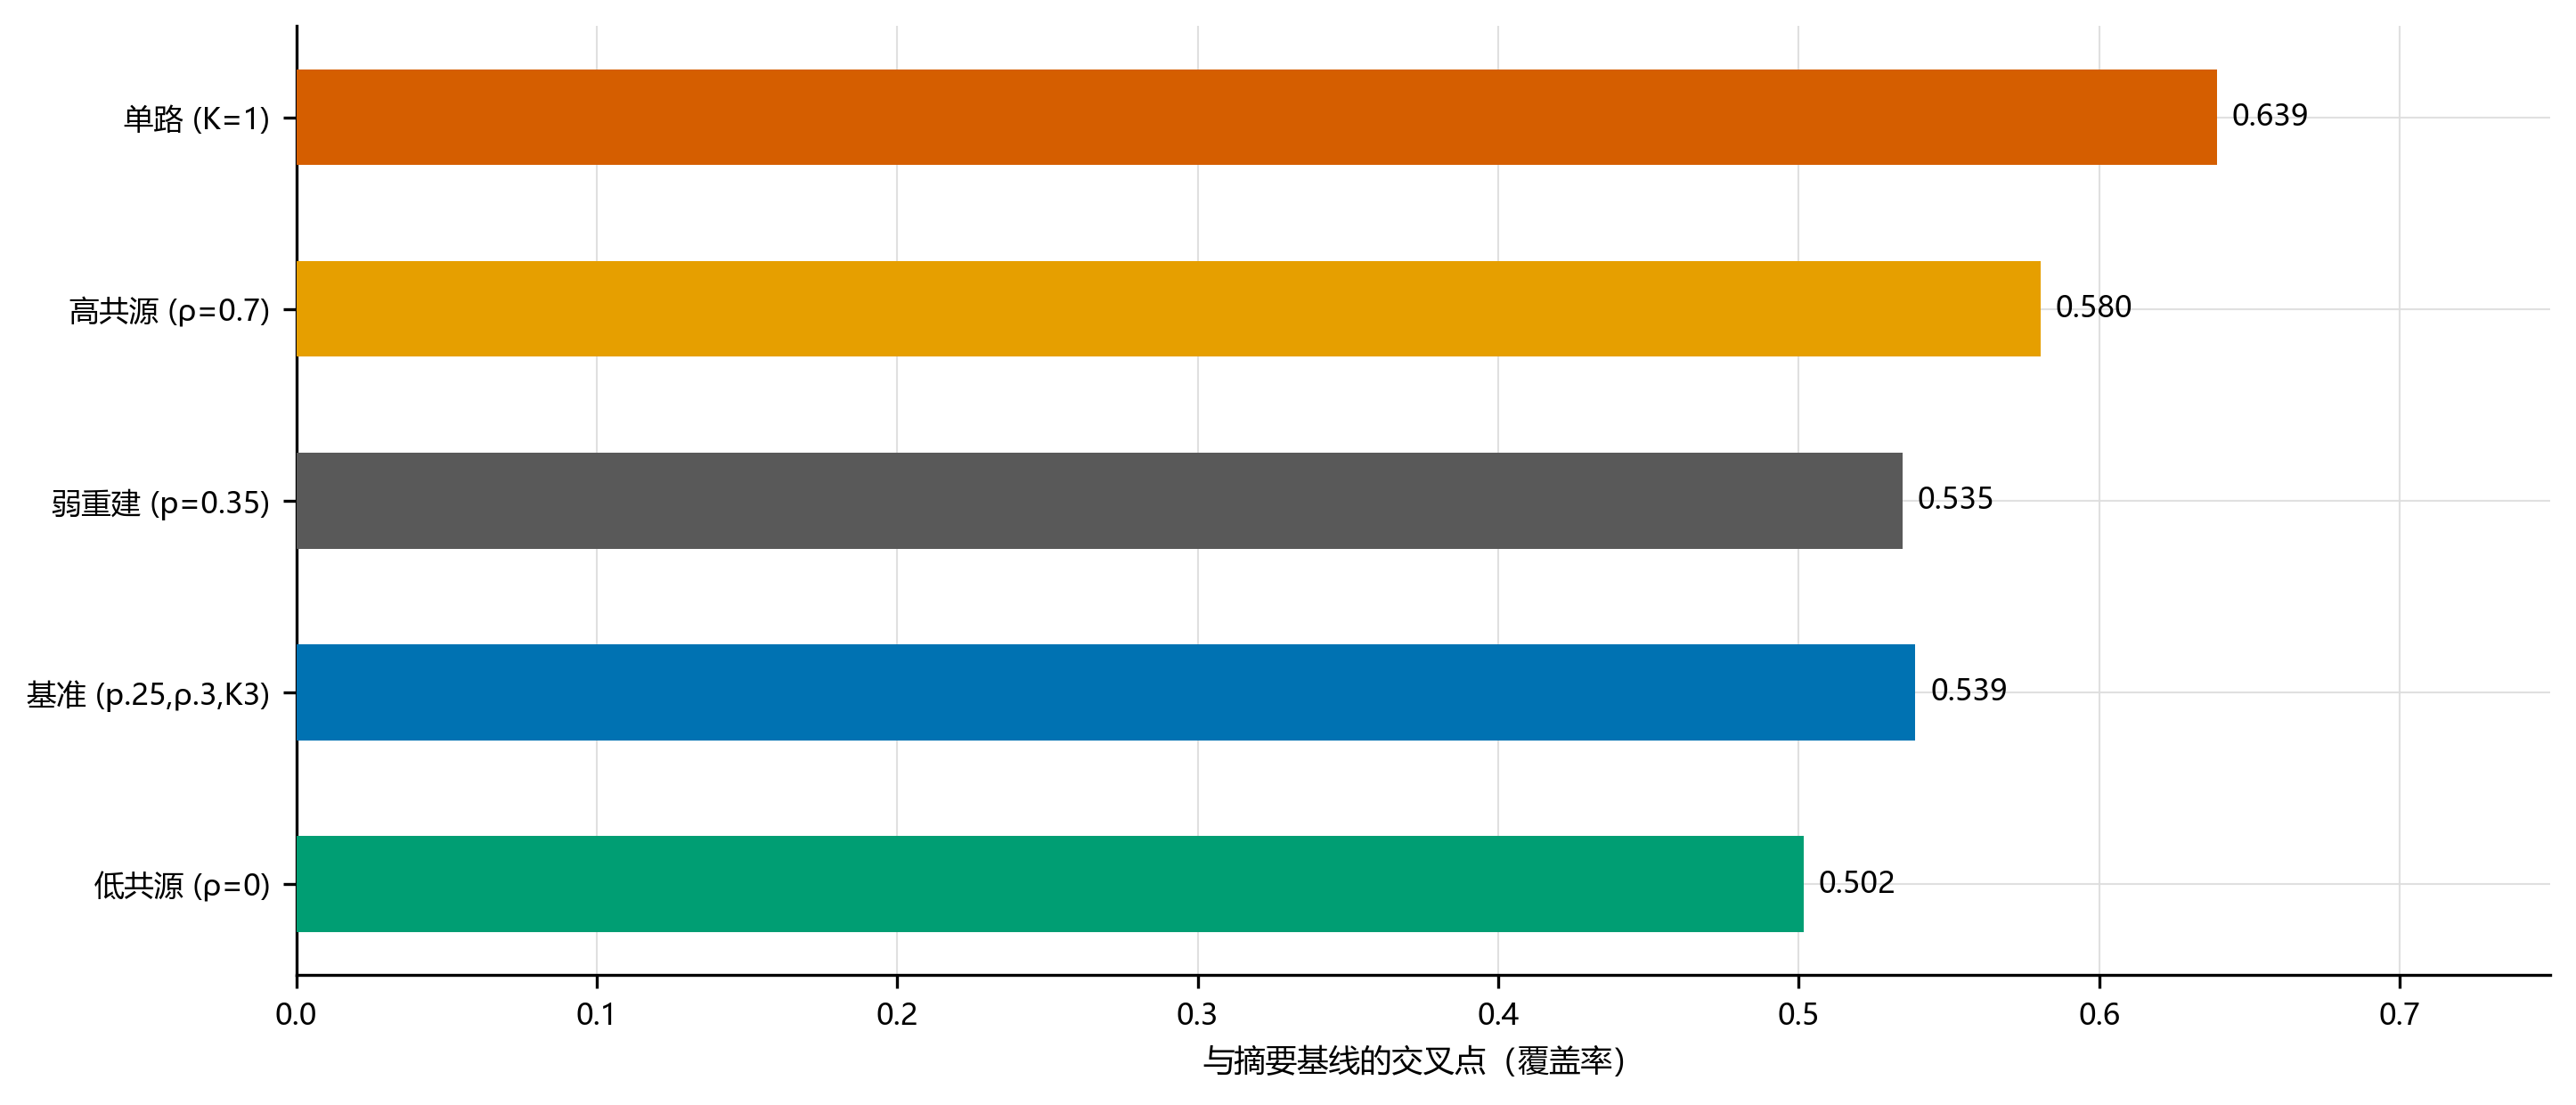 单路 (K=1)
0.639
高共源 (ρ=0.7)
0.580
弱重建 (p=0.35)
0.535
基准 (p.25,ρ.3,K3)
0.539
低共源 (ρ=0)
0.502
0.0 0.1 0.2 0.3 0.4 0.5 0.6 0.7
与摘要基线的交叉点（覆盖率）